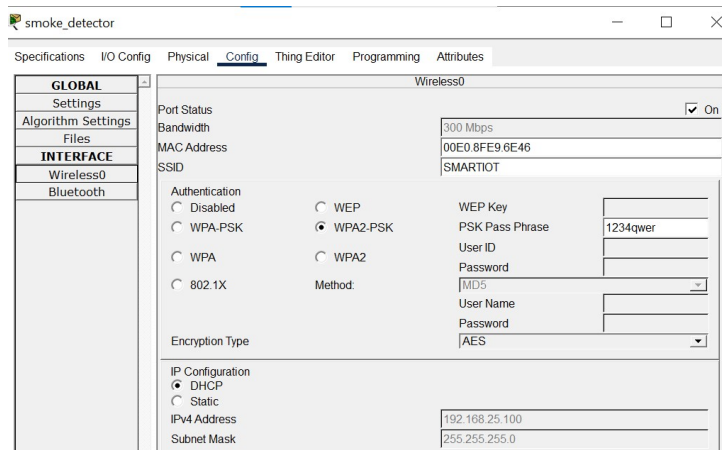 smoke_detector
Specifications I/O Config Physical Config Thing Editor Programming Attributes
GLOBAL
Settings
Algorithm Settings
Files
INTERFACE
Wireless0
Bluetooth
Wireless0
Port Status On
Bandwidth 300 Mbps
MAC Address 00E0.8FE9.6E46
SSID SMARTIOT
Authentication
Disabled WEP WEP Key
WPA-PSK WPA2-PSK PSK Pass Phrase 1234qwer
User ID
WPA WPA2
Password
802.1X Method: MD5
User Name
Password
Encryption Type AES
IP Configuration
DHCP
Static
IPv4 Address 192.168.25.100
Subnet Mask 255.255.255.0